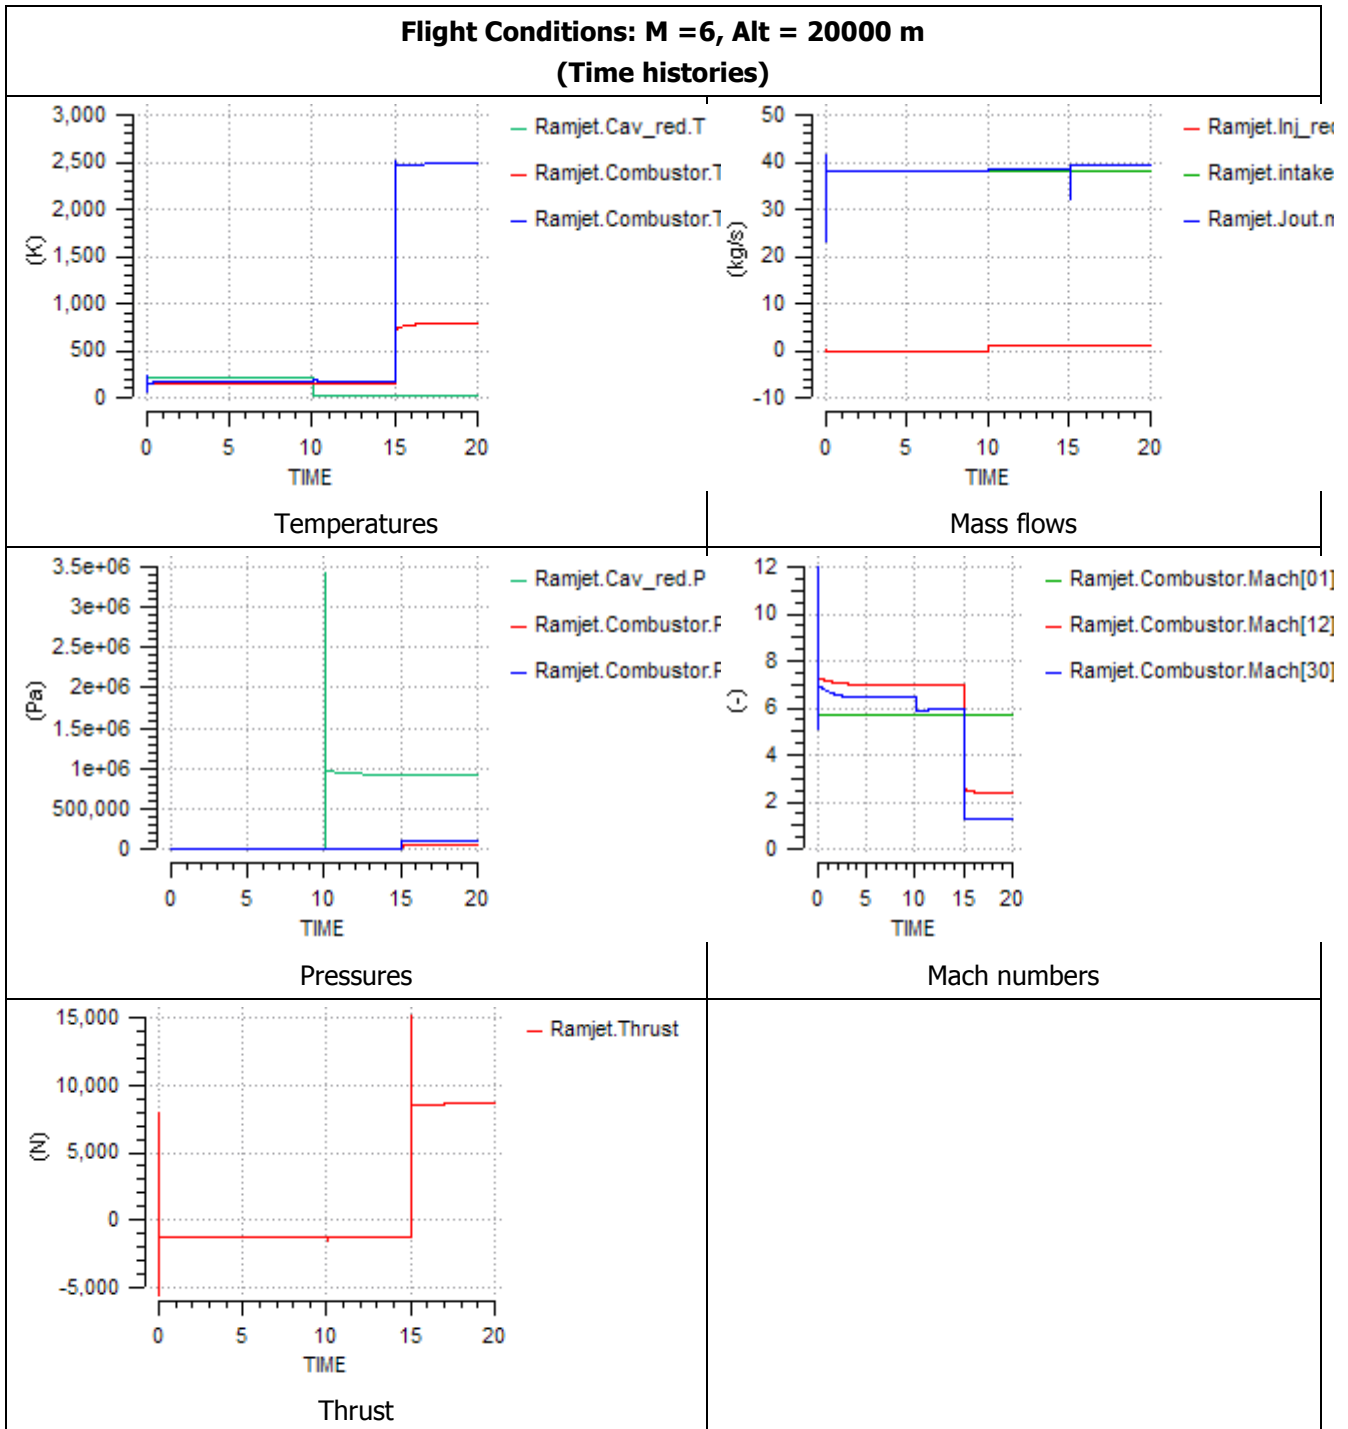 Flight Conditions: M =6, Alt = 20000 m
(Time histories)
3,000
2,500
2,000
1,500
1,000
500
0
(K)
0 5 10 15 20
TIME
Ramjet.Cav_red.T
Ramjet.Combustor.T
Ramjet.Combustor.T
Temperatures
50
40
30
20
10
0
-10
(kg/s)
0 5 10 15 20
TIME
Ramjet.Inj_red
Ramjet.intake
Ramjet.Jout.m
Mass flows
3.5e+06
3e+06
2.5e+06
2e+06
1.5e+06
1e+06
500,000
0
(Pa)
0 5 10 15 20
TIME
Ramjet.Cav_red.P
Ramjet.Combustor.P
Ramjet.Combustor.P
Pressures
12
10
8
6
4
2
0
(-)
0 5 10 15 20
TIME
Ramjet.Combustor.Mach[01]
Ramjet.Combustor.Mach[12]
Ramjet.Combustor.Mach[30]
Mach numbers
15,000
10,000
5,000
0
-5,000
(N)
0 5 10 15 20
TIME
Ramjet.Thrust
Thrust